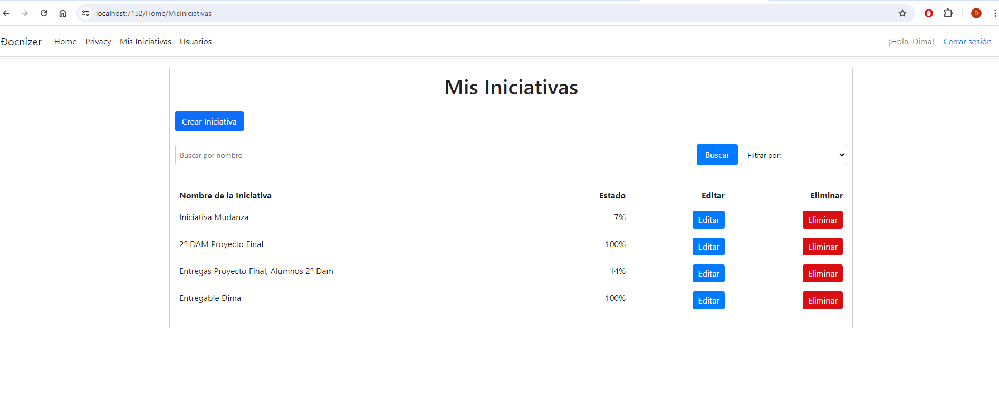 localhost:7152/Home/MisIniciativas
D
Đocnizer Home Privacy Mis Iniciativas Usuarios ¡Hola, Dima! Cerrar sesión
Mis Iniciativas
Crear Iniciativa
Buscar por nombre Buscar Filtrar por:
Nombre de la Iniciativa Estado Editar Eliminar
Iniciativa Mudanza 7% Editar Eliminar
2º DAM Proyecto Final 100% Editar Eliminar
Entregas Proyecto Final, Alumnos 2º Dam 14% Editar Eliminar
Entregable Dima 100% Editar Eliminar